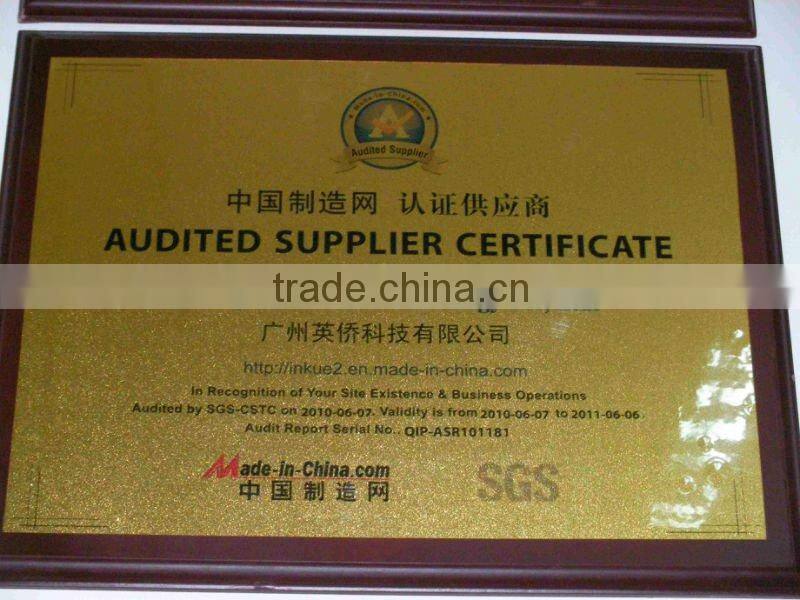 Made-in-China.com
Audited Supplier
中国制造网 认证供应商
AUDITED SUPPLIER CERTIFICATE
trade.china.cn
广州英侨科技有限公司
http://inkue2.en.made-in-china.com
In Recognition of Your Site Existence & Business Operations
Audited by SGS-CSTC on 2010-06-07. Validity is from 2010-06-07 to 2011-06-06.
Audit Report Serial No.. QIP-ASR101181
Made-in-China.com
中国制造网
SGS